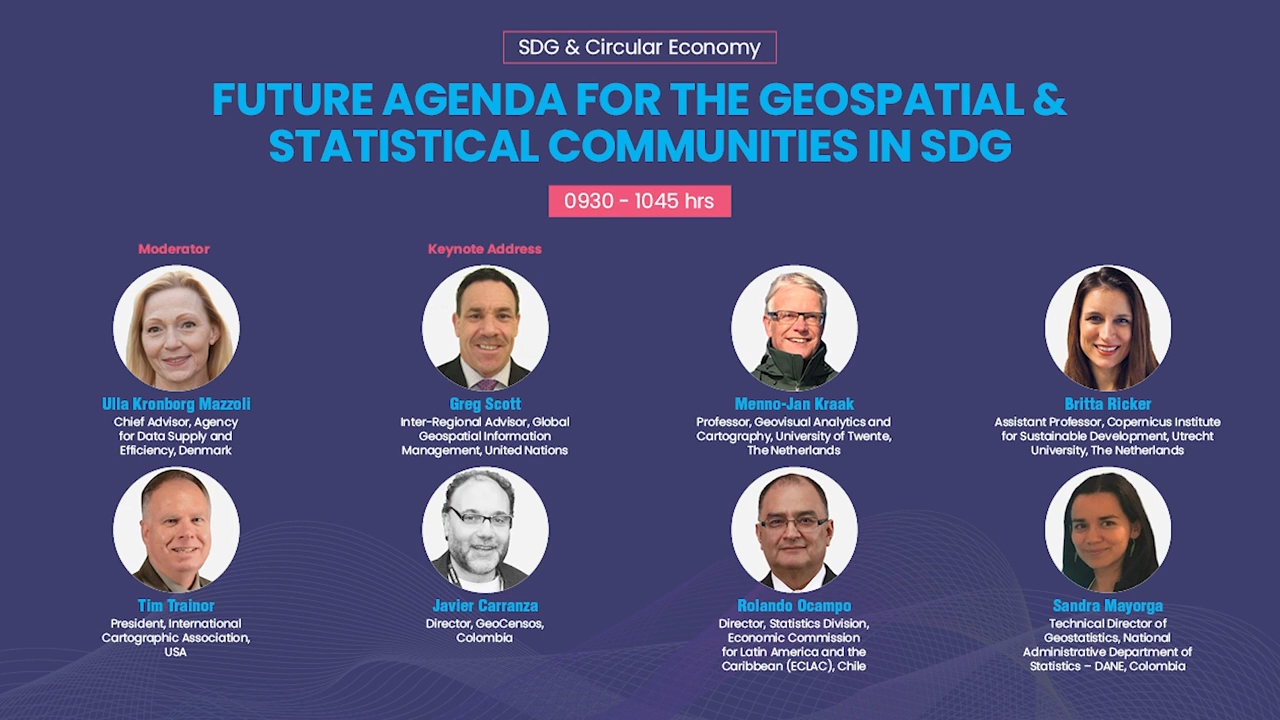 SDG & Circular Economy
FUTURE AGENDA FOR THE GEOSPATIAL &
STATISTICAL COMMUNITIES IN SDG
0930 - 1045 hrs
Moderator
Ulla Kronborg Mazzoli
Chief Advisor, Agency
for Data Supply and
Efficiency, Denmark
Keynote Address
Greg Scott
Inter-Regional Advisor, Global
Geospatial Information
Management, United Nations
Menno-Jan Kraak
Professor, Geovisual Analytics and
Cartography, University of Twente,
The Netherlands
Britta Ricker
Assistant Professor, Copernicus Institute
for Sustainable Development, Utrecht
University, The Netherlands
Tim Trainor
President, International
Cartographic Association,
USA
Javier Carranza
Director, GeoCensos,
Colombia
Rolando Ocampo
Director, Statistics Division,
Economic Commission
for Latin America and the
Caribbean (ECLAC), Chile
Sandra Mayorga
Technical Director of
Geostatistics, National
Administrative Department of
Statistics – DANE, Colombia